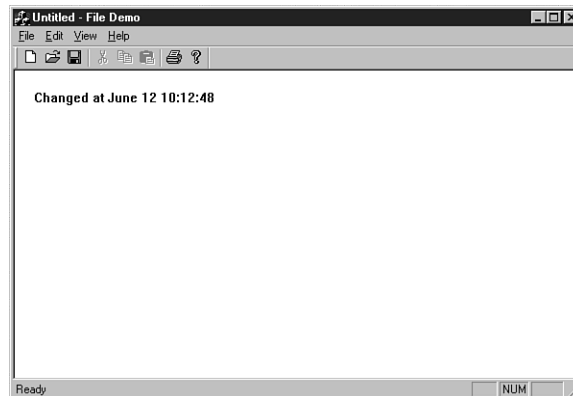 Untitled - File Demo
File Edit View Help
Changed at June 12 10:12:48
Ready NUM